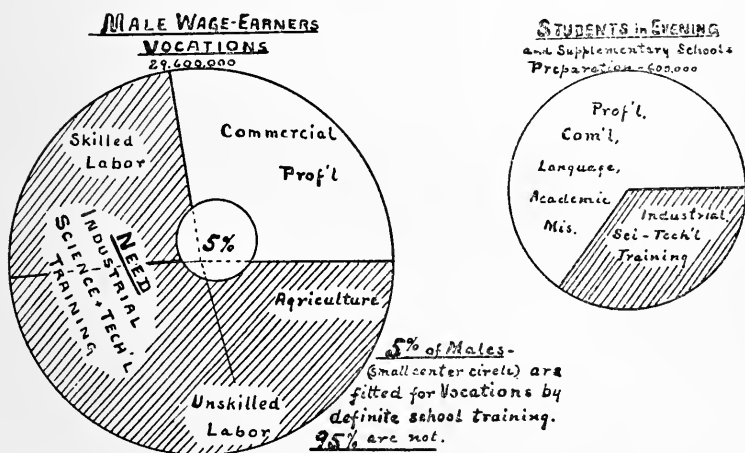 MALE WAGE-EARNERS
VOCATIONS
29,600,000
Skilled
Labor
Commercial
Prof'l
5%
NEED
INDUSTRIAL
SCIENCE + TECH'L
TRAINING
Agriculture
Unskilled
Labor
5% of Males-
(small center circle) are
fitted for Vocations by
definite school training.
95% are not.
STUDENTS in EVENING
and Supplementary Schools
Preparation - 600,000
Prof'l,
Com'l,
Language,
Academic
Mis.
Industrial
Sci-Tech'l
Training